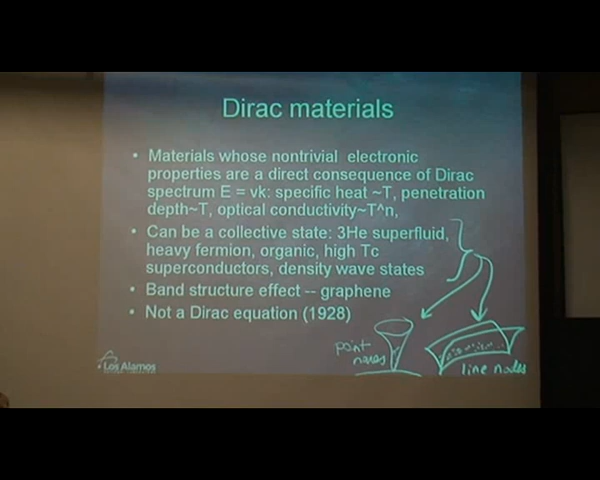 Dirac materials
• Materials whose nontrivial electronic
properties are a direct consequence of Dirac
spectrum E = vk: specific heat ~T, penetration
depth~T, optical conductivity~T^n,
• Can be a collective state: 3He superfluid,
heavy fermion, organic, high Tc
superconductors, density wave states
• Band structure effect -- graphene
• Not a Dirac equation (1928)
point
nodes
line nodes
Los Alamos